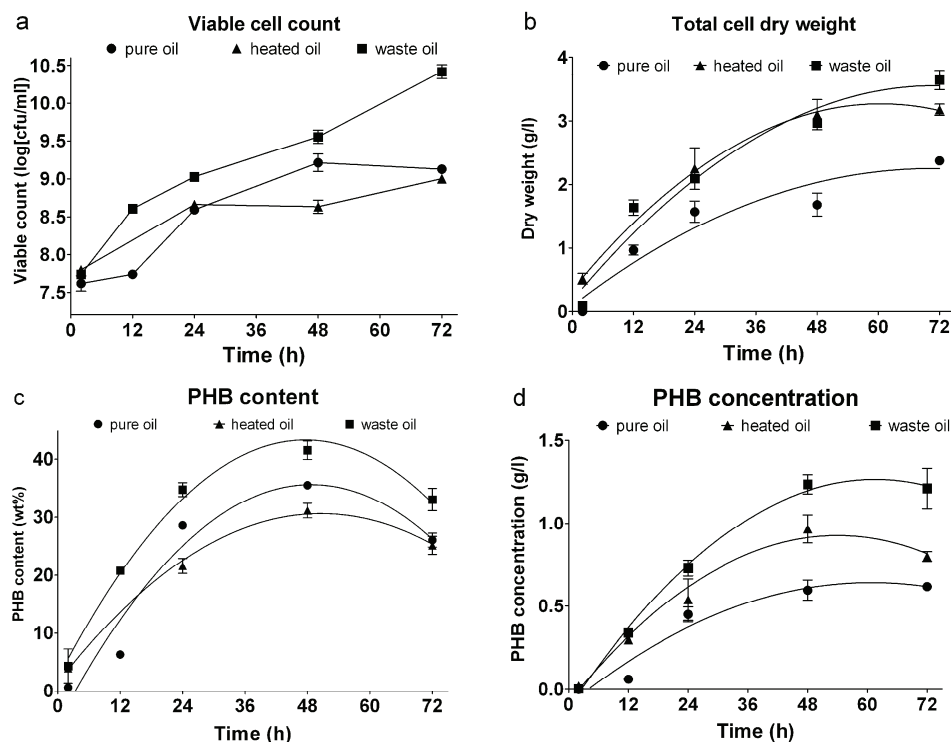 a
Viable cell count
pure oil heated oil waste oil
Viable count (log[cfu/ml])
10.5
10.0
9.5
9.0
8.5
8.0
7.5
0 12 24 36 48 60 72
Time (h)
b
Total cell dry weight
pure oil heated oil waste oil
Dry weight (g/l)
4
3
2
1
0
0 12 24 36 48 60 72
Time (h)
c
PHB content
pure oil heated oil waste oil
PHB content (wt%)
40
30
20
10
0
0 12 24 36 48 60 72
Time (h)
d
PHB concentration
pure oil heated oil waste oil
PHB concentration (g/l)
1.5
1.0
0.5
0.0
0 12 24 36 48 60 72
Time (h)